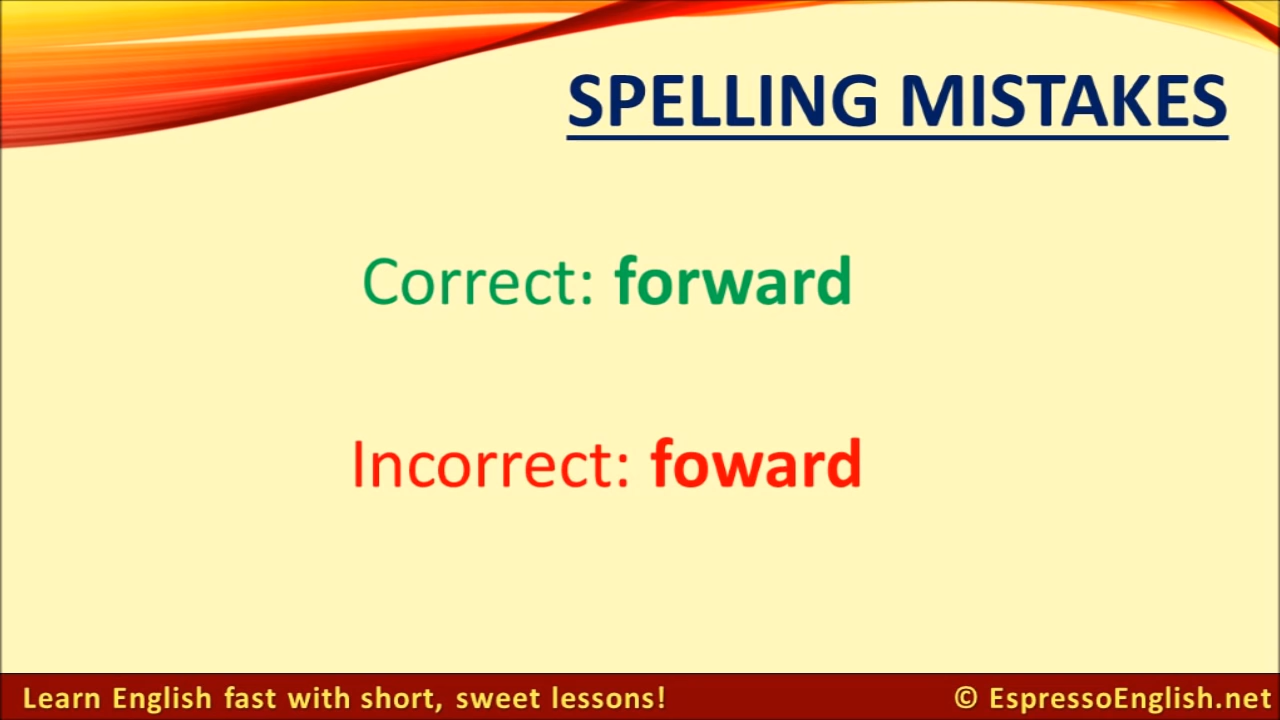 SPELLING MISTAKES
Correct: forward
Incorrect: foward
Learn English fast with short, sweet lessons!
© EspressoEnglish.net